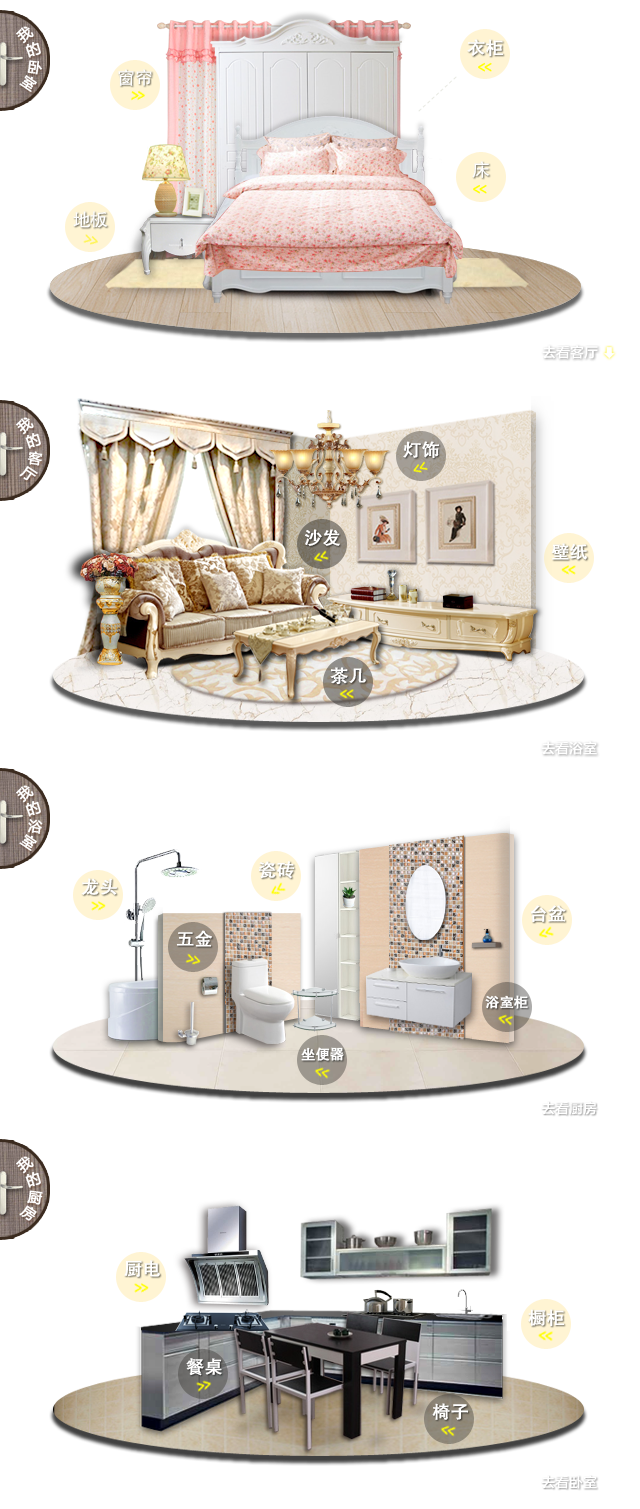 我的卧室
衣柜
窗帘
床
地板
去看客厅
我的客厅
灯饰
沙发
壁纸
茶几
去看浴室
我的浴室
瓷砖
龙头
台盆
五金
浴室柜
坐便器
去看厨房
我的厨房
厨电
橱柜
餐桌
椅子
去看卧室